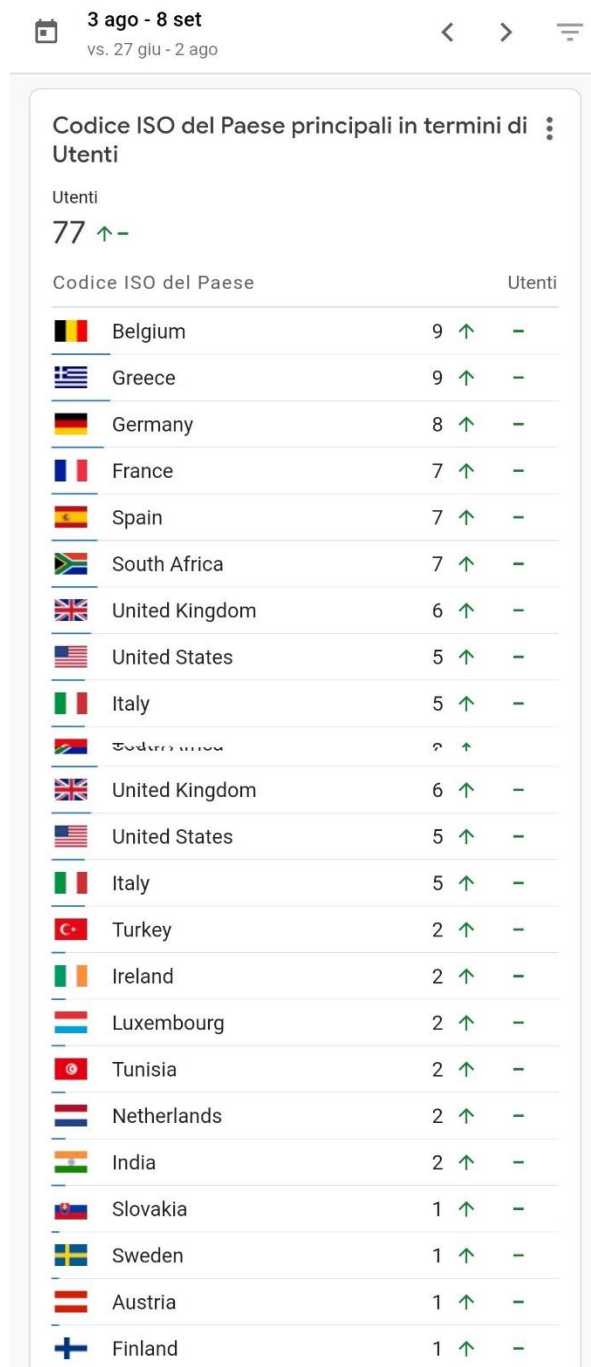 3 ago - 8 set
vs. 27 giu - 2 ago
Codice ISO del Paese principali in termini di
Utenti
Utenti
77 ↑ -
Codice ISO del Paese Utenti
Belgium 9 ↑ -
Greece 9 ↑ -
Germany 8 ↑ -
France 7 ↑ -
Spain 7 ↑ -
South Africa 7 ↑ -
United Kingdom 6 ↑ -
United States 5 ↑ -
Italy 5 ↑ -
United Kingdom 6 ↑ -
United States 5 ↑ -
Italy 5 ↑ -
Turkey 2 ↑ -
Ireland 2 ↑ -
Luxembourg 2 ↑ -
Tunisia 2 ↑ -
Netherlands 2 ↑ -
India 2 ↑ -
Slovakia 1 ↑ -
Sweden 1 ↑ -
Austria 1 ↑ -
Finland 1 ↑ -